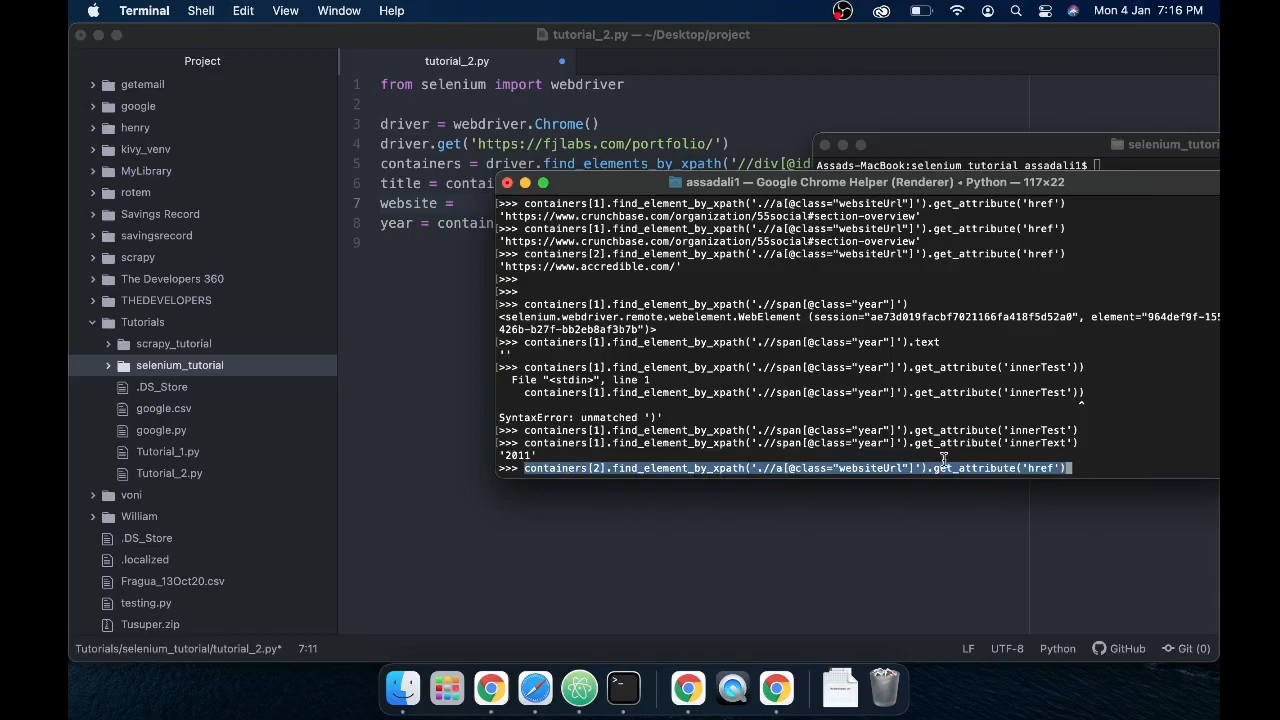 Terminal Shell Edit View Window Help Mon 4 Jan 7:16 PM
tutorial_2.py — ~/Desktop/project
Project
tutorial_2.py
getemail
google
henry
kivy_venv
MyLibrary
rotem
Savings Record
savingsrecord
scrapy
The Developers 360
THEDEVELOPERS
Tutorials
scrapy_tutorial
selenium_tutorial
.DS_Store
google.csv
google.py
Tutorial_1.py
Tutorial_2.py
voni
William
.DS_Store
.localized
Fragua_13Oct20.csv
testing.py
Tusuper.zip
1 from selenium import webdriver
2
3 driver = webdriver.Chrome()
4 driver.get('https://fjlabs.com/portfolio/')
5 containers = driver.find_elements_by_xpath('//div[@id
6 title = contai
7 website =
8 year = contain
9
selenium_tutori
Assads-MacBook:selenium_tutorial assadali1$
assadali1 — Google Chrome Helper (Renderer) ◂ Python — 117×22
>>> containers[1].find_element_by_xpath('.//a[@class="websiteUrl"]').get_attribute('href')
'https://www.crunchbase.com/organization/55social#section-overview'
>>> containers[1].find_element_by_xpath('.//a[@class="websiteUrl"]').get_attribute('href')
'https://www.crunchbase.com/organization/55social#section-overview'
>>> containers[2].find_element_by_xpath('.//a[@class="websiteUrl"]').get_attribute('href')
'https://www.accredible.com/'
>>>
>>>
>>> containers[1].find_element_by_xpath('.//span[@class="year"]')
<selenium.webdriver.remote.webelement.WebElement (session="ae73d019facbf7021166fa418f5d52a0", element="964def9f-155
426b-b27f-bb2eb8af3b7b")>
>>> containers[1].find_element_by_xpath('.//span[@class="year"]').text
''
>>> containers[1].find_element_by_xpath('.//span[@class="year"]').get_attribute('innerTest'))
File "<stdin>", line 1
containers[1].find_element_by_xpath('.//span[@class="year"]').get_attribute('innerTest'))
^
SyntaxError: unmatched ')'
>>> containers[1].find_element_by_xpath('.//span[@class="year"]').get_attribute('innerTest')
>>> containers[1].find_element_by_xpath('.//span[@class="year"]').get_attribute('innerText')
'2011'
>>> containers[2].find_element_by_xpath('.//a[@class="websiteUrl"]').get_attribute('href')
Tutorials/selenium_tutorial/tutorial_2.py* 7:11 LF UTF-8 Python GitHub Git (0)